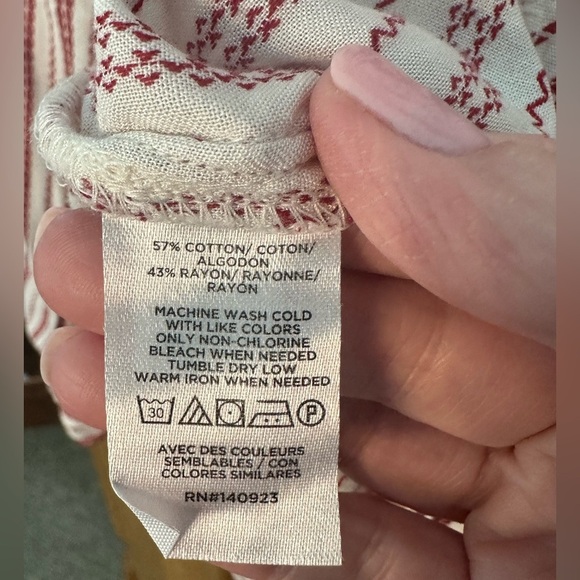 57% COTTON/ COTON/
ALGODON
43% RAYON/ RAYONNE/
RAYON
MACHINE WASH COLD
WITH LIKE COLORS
ONLY NON-CHLORINE
BLEACH WHEN NEEDED
TUMBLE DRY LOW
WARM IRON WHEN NEEDED
30 P
AVEC DES COULEURS
SEMBLABLES / CON
COLORES SIMILARES
RN#140923